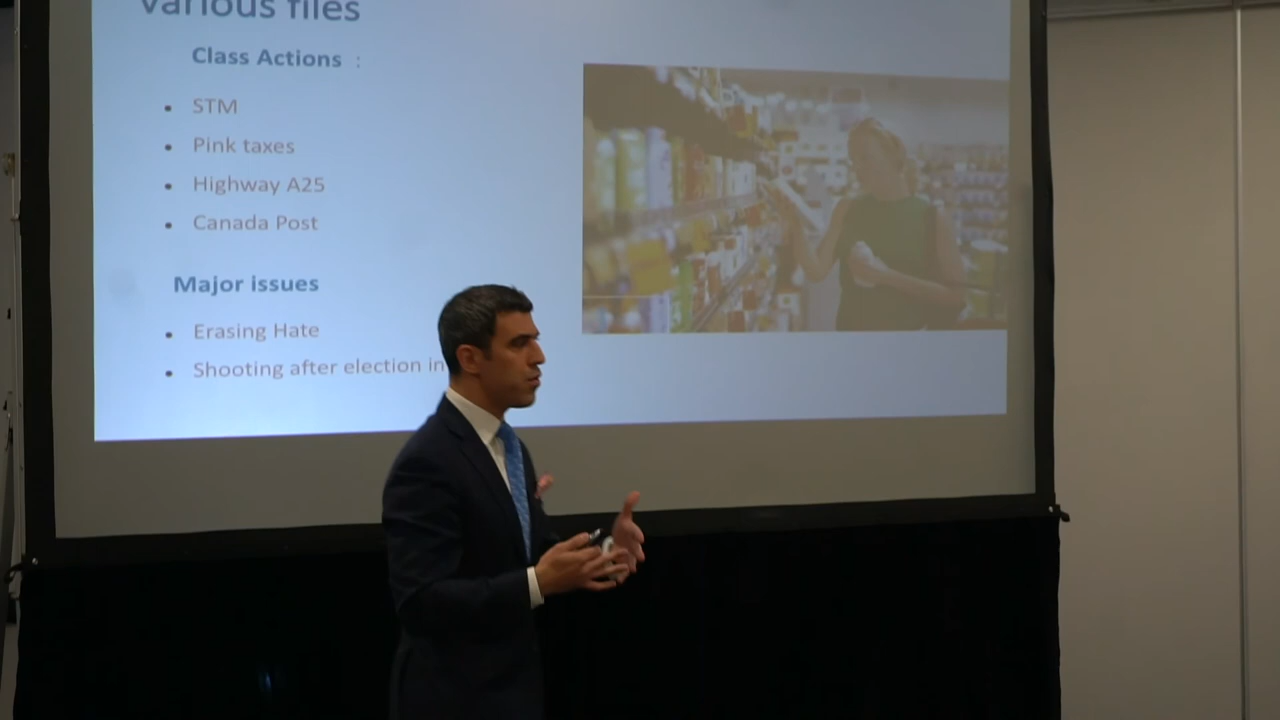 various files
Class Actions :
• STM
• Pink taxes
• Highway A25
• Canada Post
Major issues
• Erasing Hate
• Shooting after election in